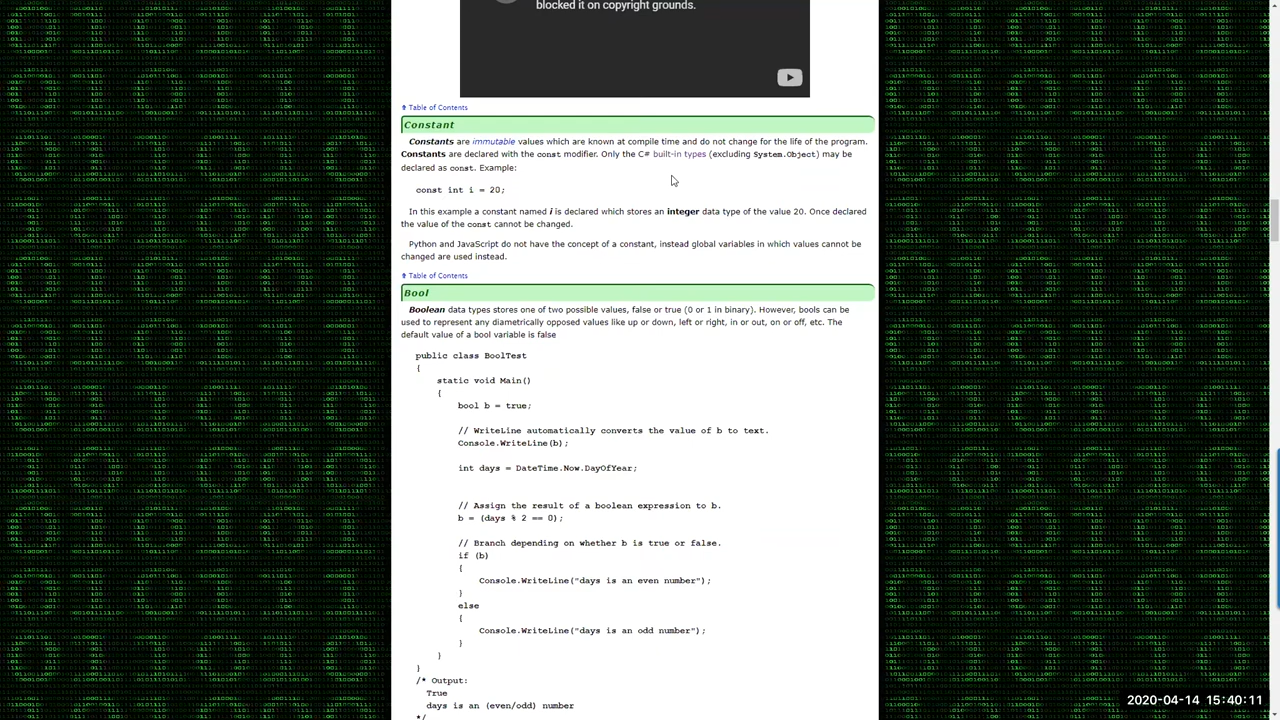 blocked it on copyright grounds.
⇮ Table of Contents
Constant
Constants are immutable values which are known at compile time and do not change for the life of the program.
Constants are declared with the const modifier. Only the C# built-in types (excluding System.Object) may be
declared as const. Example:
const int i = 20;
In this example a constant named i is declared which stores an integer data type of the value 20. Once declared
the value of the const cannot be changed.
Python and JavaScript do not have the concept of a constant, instead global variables in which values cannot be
changed are used instead.
⇮ Table of Contents
Bool
Boolean data types stores one of two possible values, false or true (0 or 1 in binary). However, bools can be
used to represent any diametrically opposed values like up or down, left or right, in or out, on or off, etc. The
default value of a bool variable is false
public class BoolTest
{
static void Main()
{
bool b = true;
// WriteLine automatically converts the value of b to text.
Console.WriteLine(b);
int days = DateTime.Now.DayOfYear;
// Assign the result of a boolean expression to b.
b = (days % 2 == 0);
// Branch depending on whether b is true or false.
if (b)
{
Console.WriteLine("days is an even number");
}
else
{
Console.WriteLine("days is an odd number");
}
}
}
/* Output:
True
days is an (even/odd) number
*/
2020-04-14 15:40:11